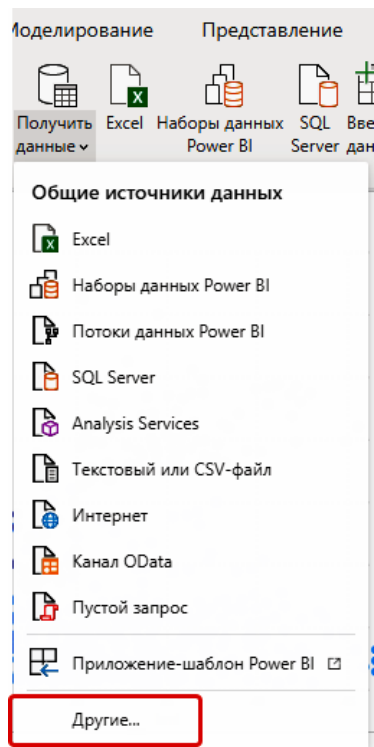 Моделирование Представление
Получить данные Excel Наборы данных Power BI SQL Server
Общие источники данных
Excel
Наборы данных Power BI
Потоки данных Power BI
SQL Server
Analysis Services
Текстовый или CSV-файл
Интернет
Канал OData
Пустой запрос
Приложение-шаблон Power BI
Другие...